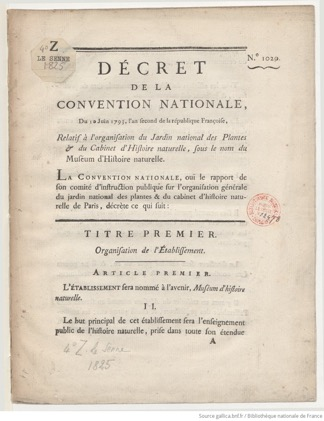 4° Z
LE SENNE
1825
N.° 1029.
DÉCRET
DE LA
CONVENTION NATIONALE,
Du 10 Juin 1793, l'an second de la république Françoise,
Relatif à l'organisation du Jardin national des Plantes
& du Cabinet d'Histoire naturelle, sous le nom du
Muséum d'Histoire naturelle.
LA CONVENTION NATIONALE, ouï le rapport de
son comité d'instruction publique sur l'organisation générale
du jardin national des plantes & du cabinet d'histoire natu-
relle de Paris, décrète ce qui suit :
TITRE PREMIER.
Organisation de l'Établissement.
ARTICLE PREMIER.
L'ÉTABLISSEMENT sera nommé à l'avenir, Muséum d'histoire
naturelle.
II.
Le but principal de cet établissement sera l'enseignement
public de l'histoire naturelle, prise dans toute son étendue
A
4° Z. le Senne
1825
Source gallica.bnf.fr / Bibliothèque nationale de France